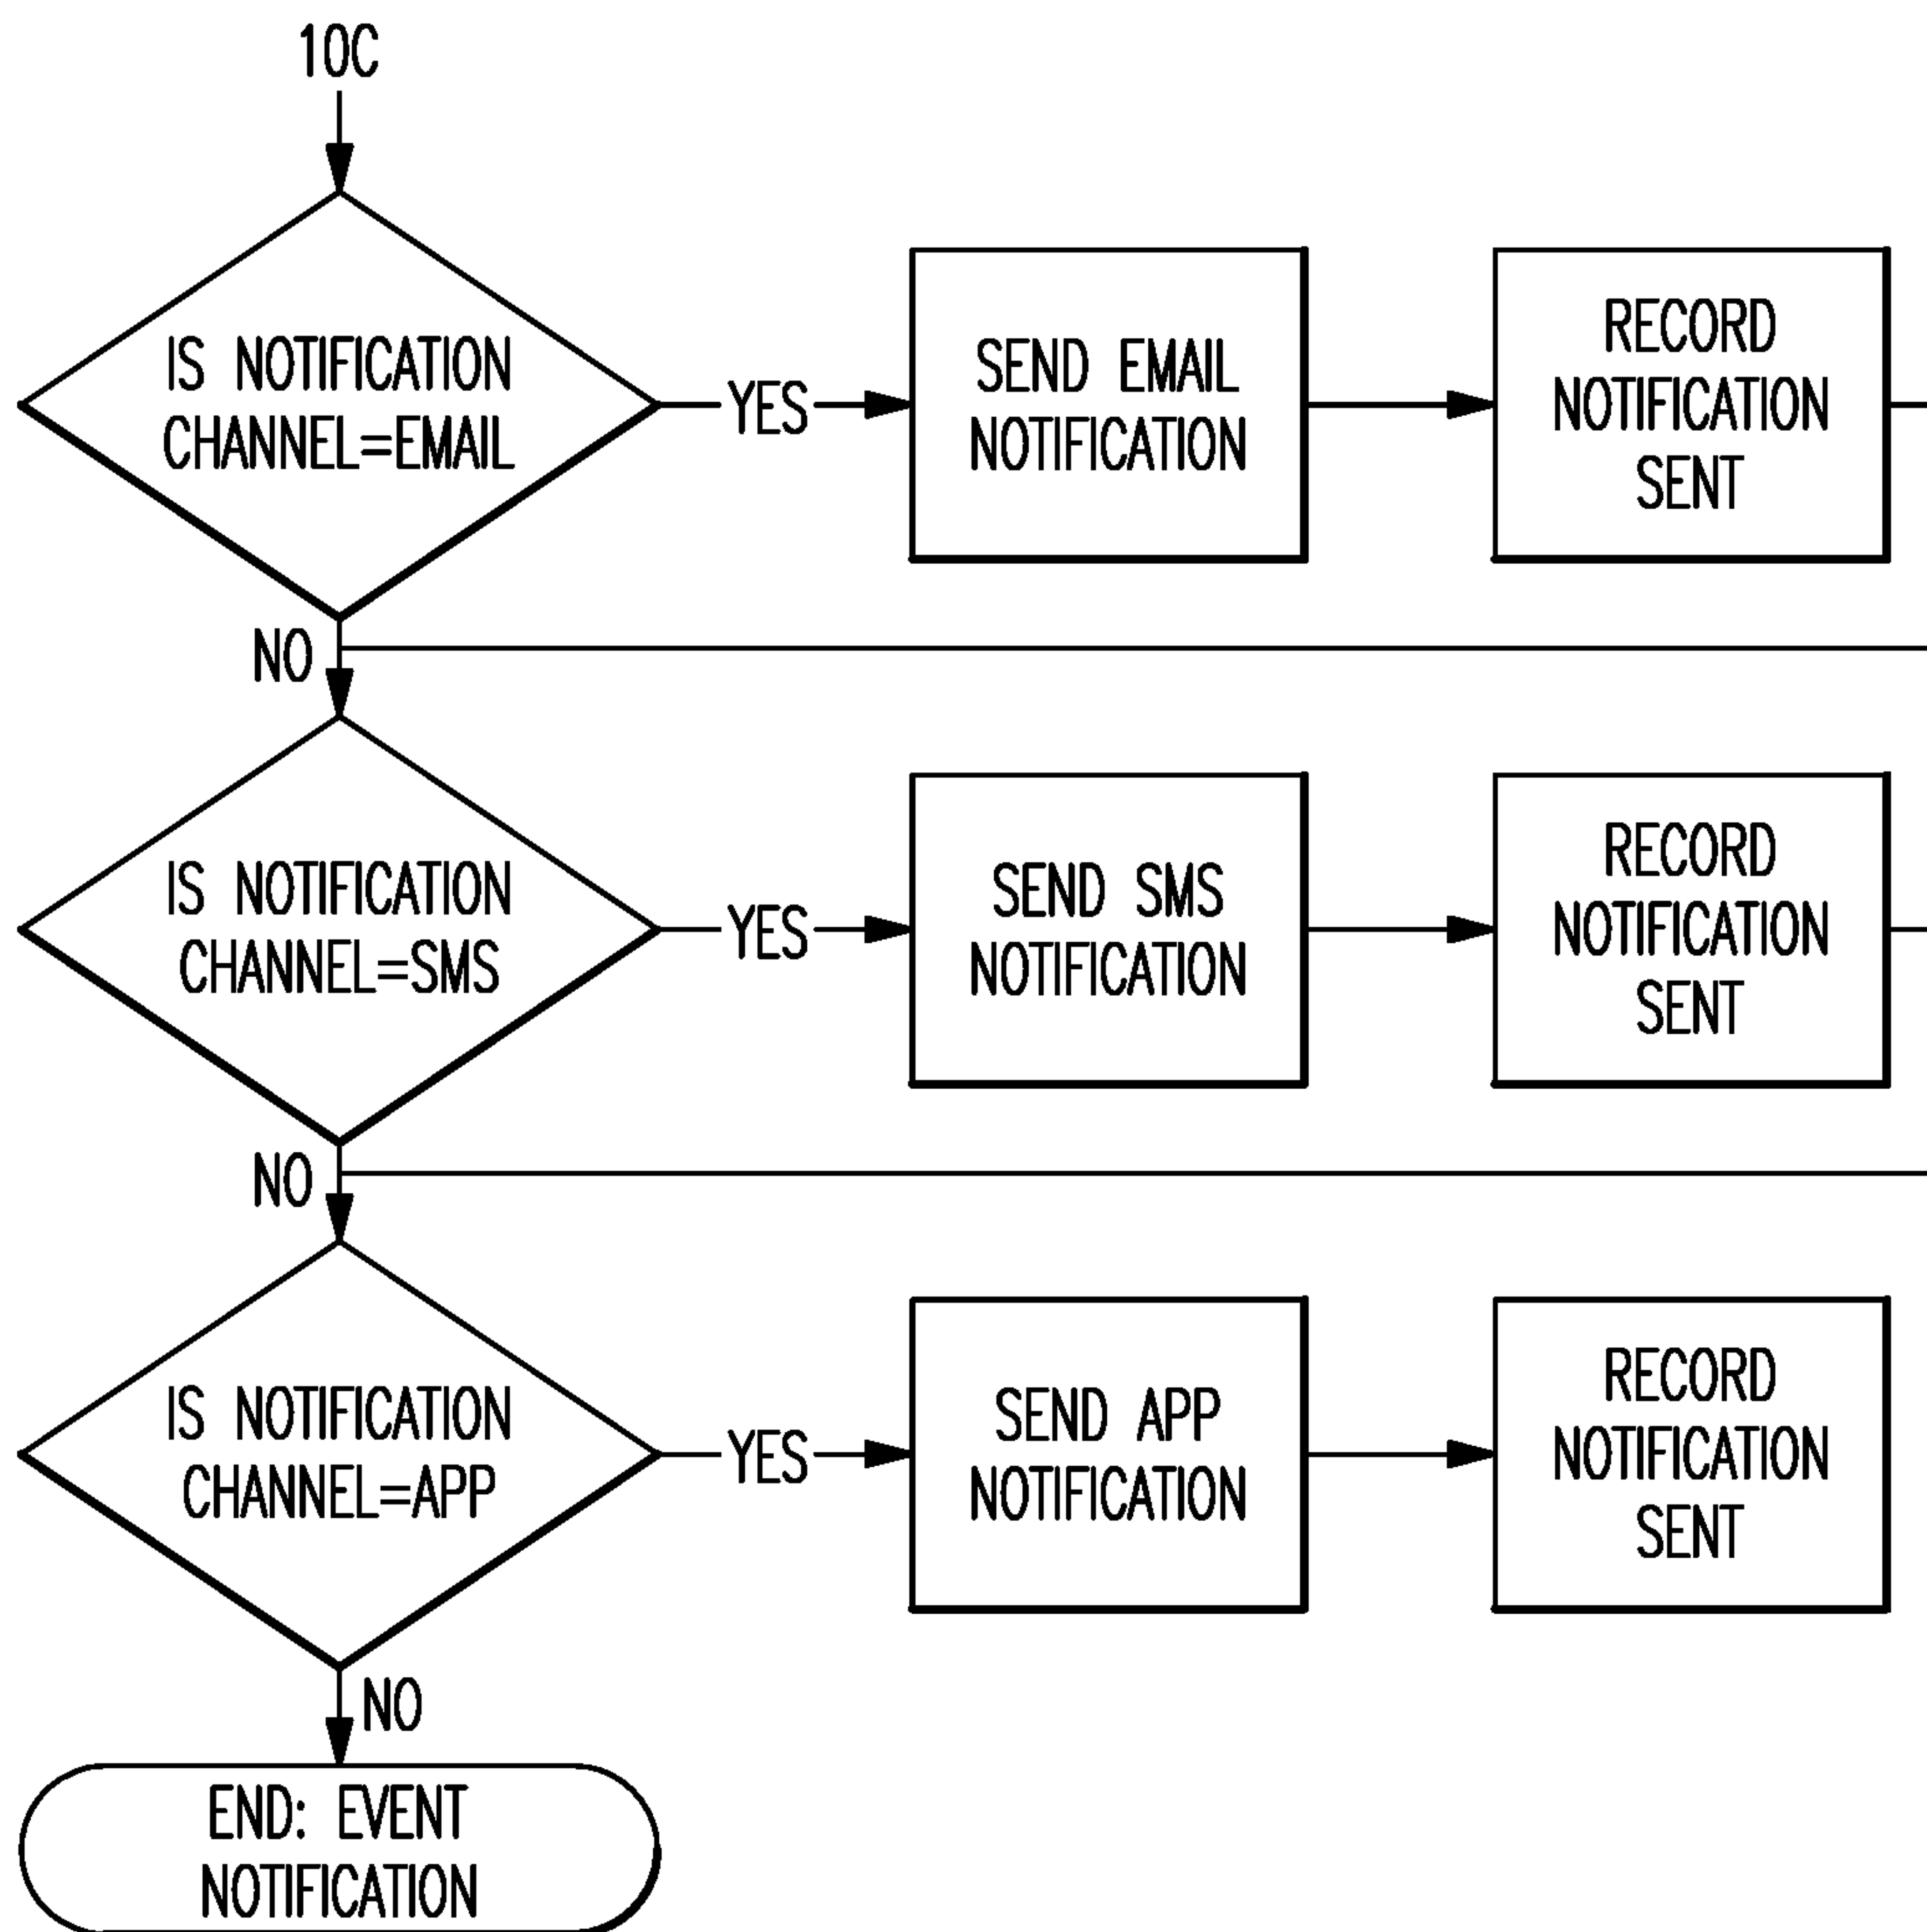 10C
IS NOTIFICATION
CHANNEL=EMAIL
YES
SEND EMAIL
NOTIFICATION
RECORD
NOTIFICATION
SENT
NO
IS NOTIFICATION
CHANNEL=SMS
YES
SEND SMS
NOTIFICATION
RECORD
NOTIFICATION
SENT
NO
IS NOTIFICATION
CHANNEL=APP
YES
SEND APP
NOTIFICATION
RECORD
NOTIFICATION
SENT
NO
END: EVENT
NOTIFICATION